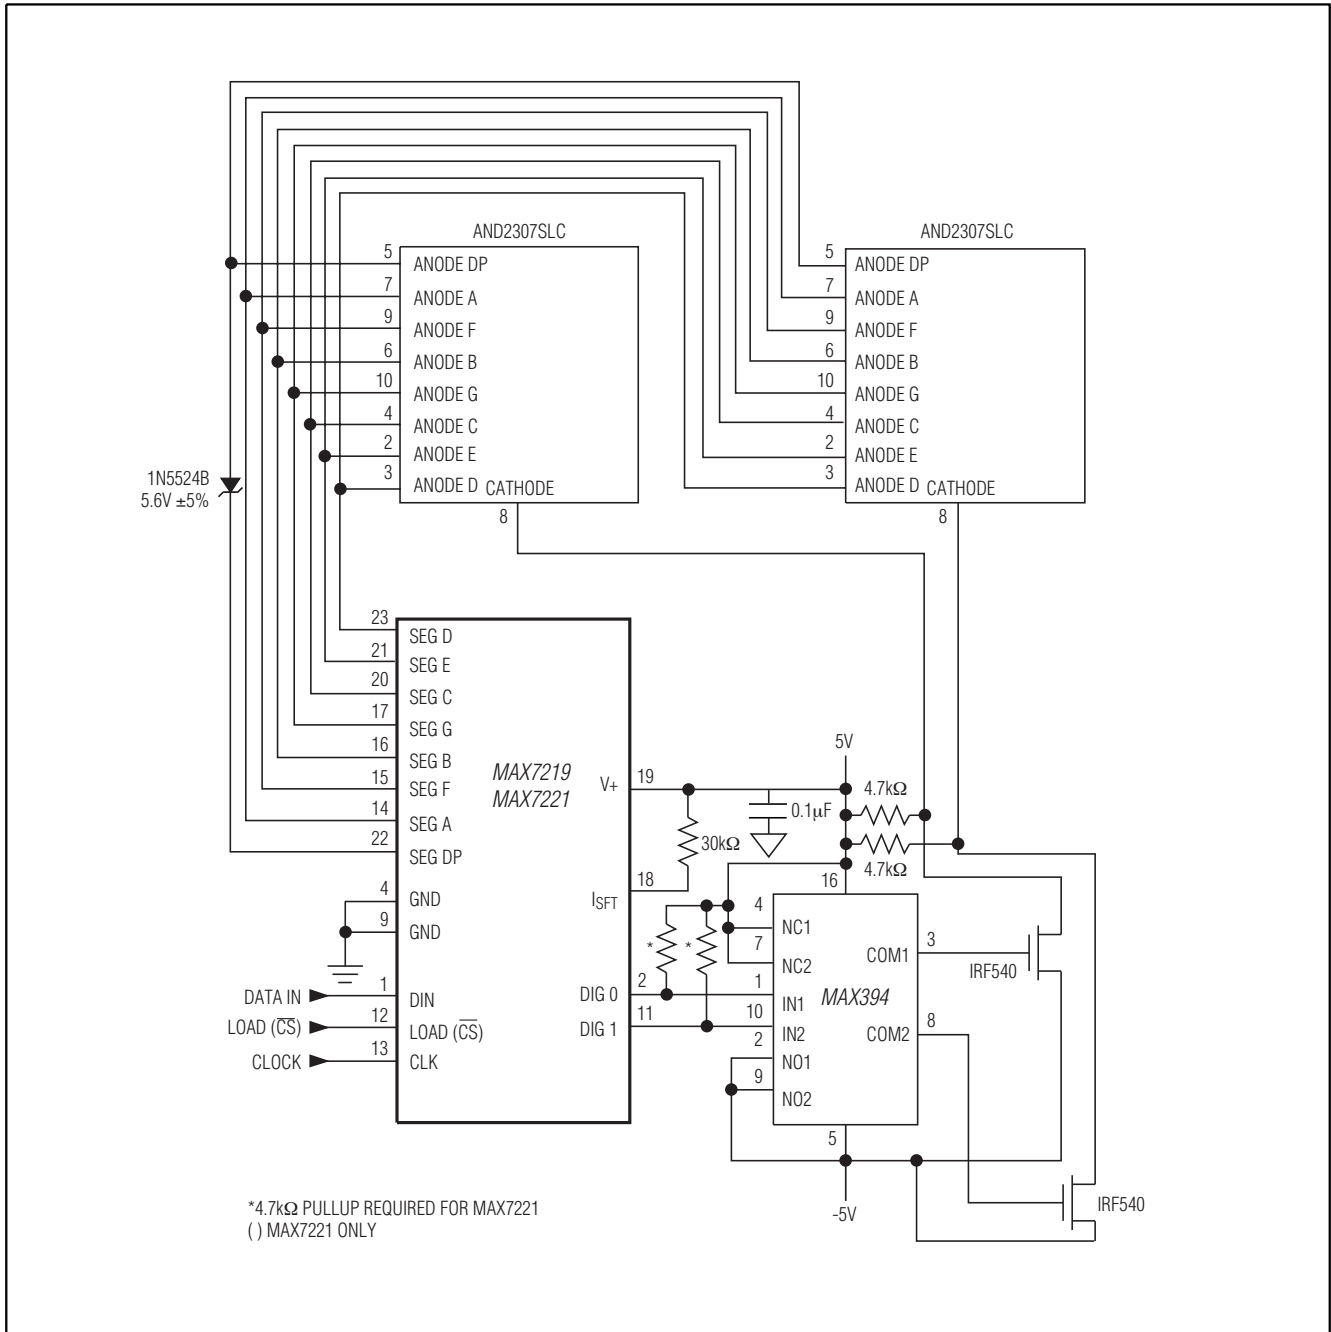 AND2307SLC
5 ANODE DP
7 ANODE A
9 ANODE F
6 ANODE B
10 ANODE G
4 ANODE C
2 ANODE E
3 ANODE D CATHODE
8
AND2307SLC
5 ANODE DP
7 ANODE A
9 ANODE F
6 ANODE B
10 ANODE G
4 ANODE C
2 ANODE E
3 ANODE D CATHODE
8
1N5524B
5.6V ±5%
23 SEG D
21 SEG E
20 SEG C
17 SEG G
16 SEG B
15 SEG F
14 SEG A
22 SEG DP
4 GND
9 GND
DATA IN 1 DIN
LOAD (C̅S̅) 12 LOAD (C̅S̅)
CLOCK 13 CLK
MAX7219
MAX7221
V+ 19
ISFT 18
DIG 0 2
DIG 1 11
30kΩ
0.1μF
5V
4.7kΩ
4.7kΩ
* *
16
4 NC1
7 NC2
1 IN1
10 IN2
2 NO1
9 NO2
MAX394
COM1 3
COM2 8
5
-5V
IRF540
IRF540
*4.7kΩ PULLUP REQUIRED FOR MAX7221
( ) MAX7221 ONLY